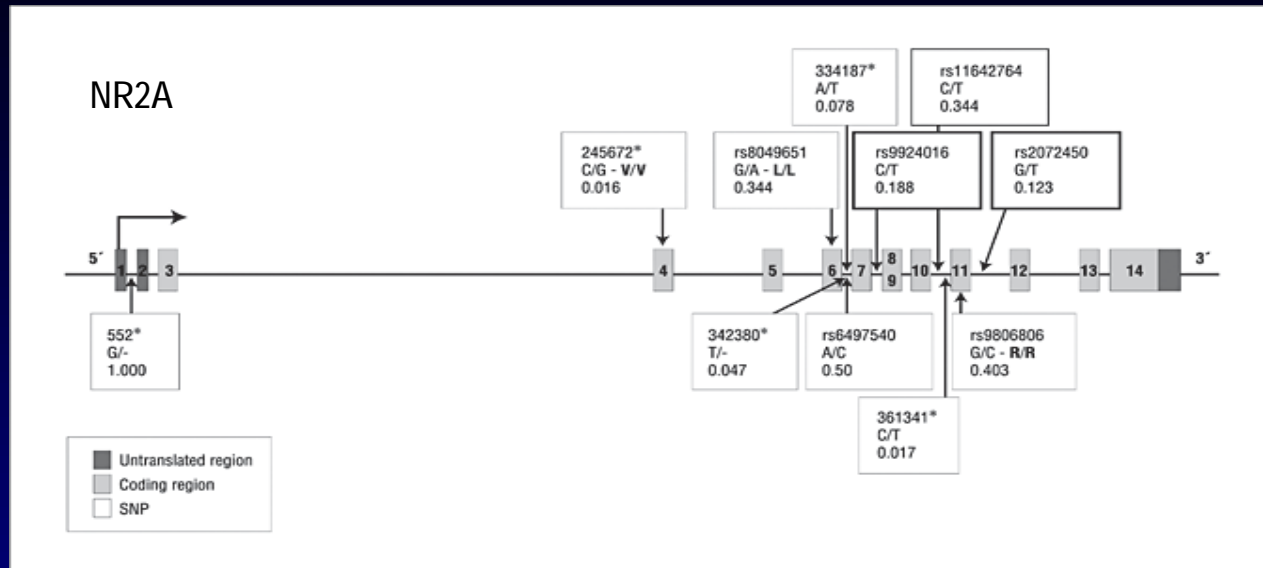 NR2A
334187*
A/T
0.078
rs11642764
C/T
0.344
245672*
C/G - V/V
0.016
rs8049651
G/A - L/L
0.344
rs9924016
C/T
0.188
rs2072450
G/T
0.123
5´
1
2
3
4
5
6
7
8
9
10
11
12
13
14
3´
552*
G/-
1.000
342380*
T/-
0.047
rs6497540
A/C
0.50
rs9806806
G/C - R/R
0.403
361341*
C/T
0.017
Untranslated region
Coding region
SNP